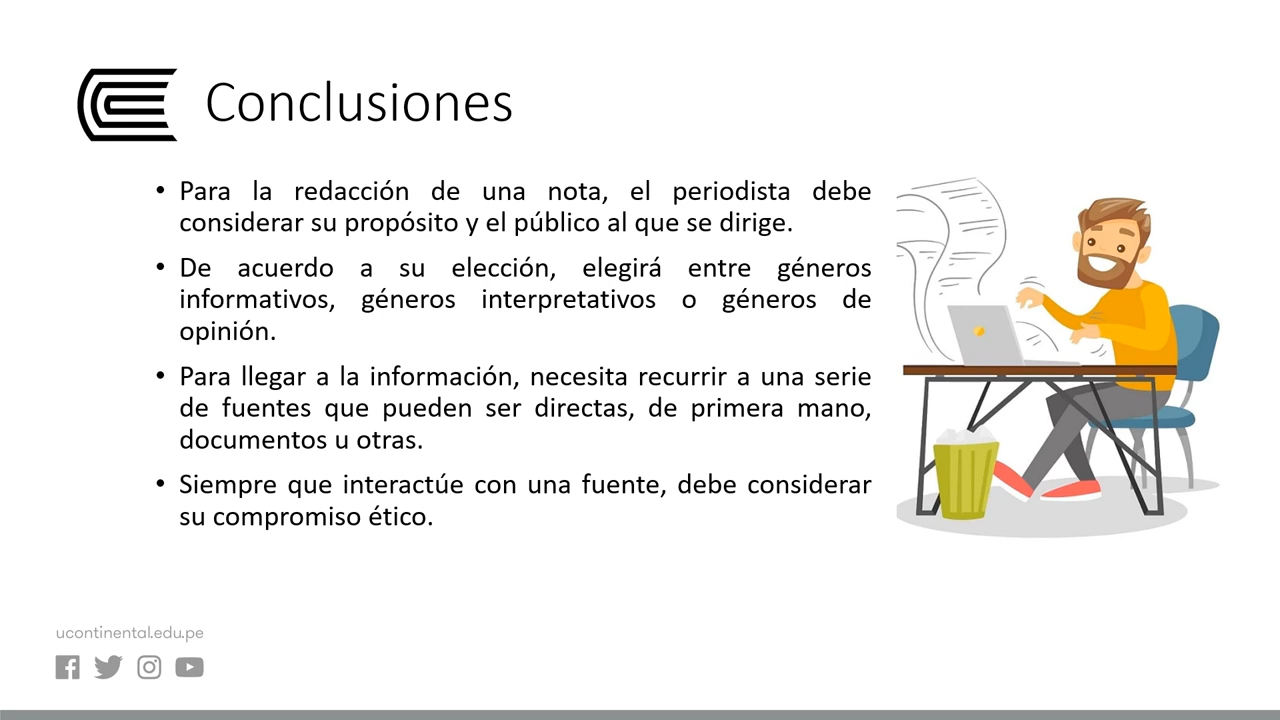 Conclusiones
• Para la redacción de una nota, el periodista debe
considerar su propósito y el público al que se dirige.
• De acuerdo a su elección, elegirá entre géneros
informativos, géneros interpretativos o géneros de
opinión.
• Para llegar a la información, necesita recurrir a una serie
de fuentes que pueden ser directas, de primera mano,
documentos u otras.
• Siempre que interactúe con una fuente, debe considerar
su compromiso ético.
ucontinental.edu.pe